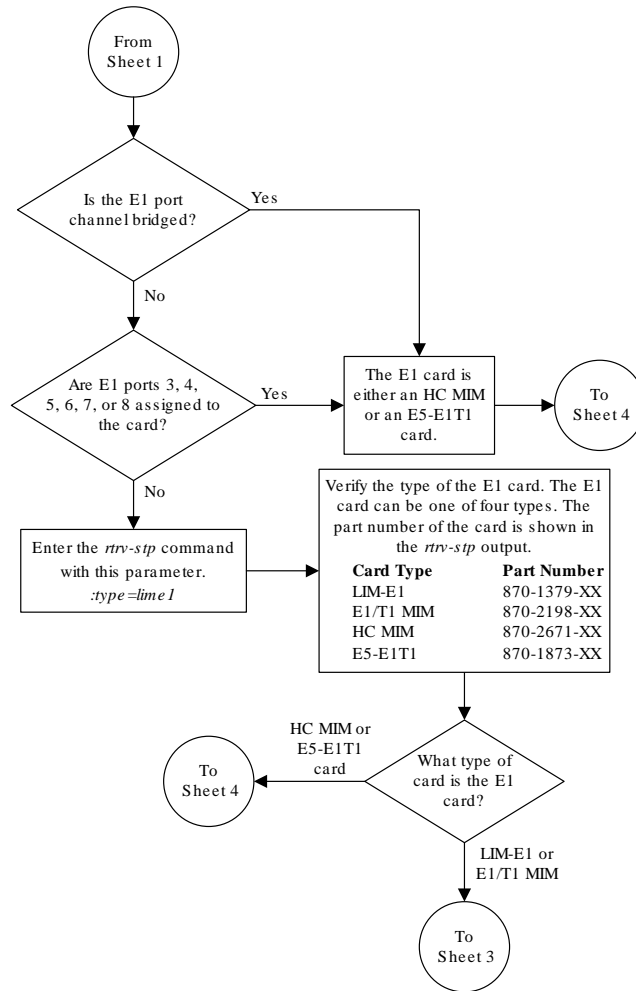 From
Sheet 1
Is the E1 port
channel bridged?
Yes
No
Are E1 ports 3, 4,
5, 6, 7, or 8 assigned to
the card?
Yes
The E1 card is
either an HC MIM
or an E5-E1T1
card.
To
Sheet 4
No
Enter the rtrv-stp command
with this parameter.
:type=lime1
Verify the type of the E1 card. The E1
card can be one of four types. The
part number of the card is shown in
the rtrv-stp output.
Card Type Part Number
LIM-E1 870-1379-XX
E1/T1 MIM 870-2198-XX
HC MIM 870-2671-XX
E5-E1T1 870-1873-XX
What type of
card is the E1
card?
HC MIM or
E5-E1T1
card
To
Sheet 4
LIM-E1 or
E1/T1 MIM
To
Sheet 3